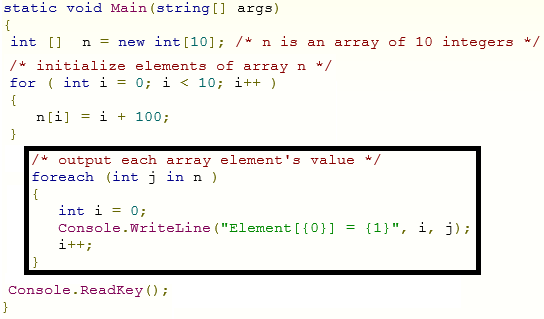 static void Main(string[] args)
{
int []  n = new int[10]; /* n is an array of 10 integers */
/* initialize elements of array n */
for ( int i = 0; i < 10; i++ )
{
n[i] = i + 100;
}
/* output each array element's value */
foreach (int j in n )
{
int i = 0;
Console.WriteLine("Element[{0}] = {1}", i, j);
i++;
}
Console.ReadKey();
}